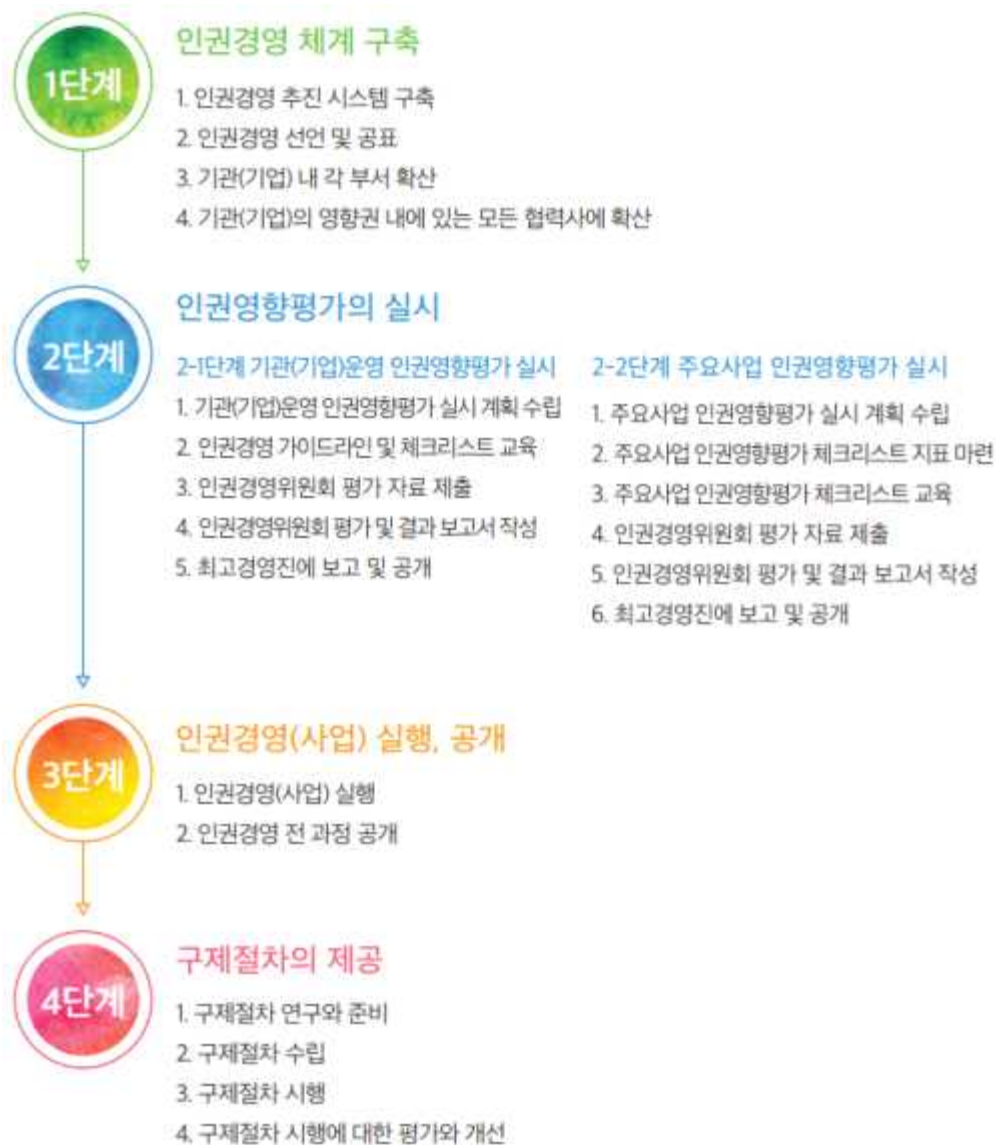 1단계
인권경영 체계 구축
1. 인권경영 추진 시스템 구축
2. 인권경영 선언 및 공표
3. 기관(기업) 내 각 부서 확산
4. 기관(기업)의 영향권 내에 있는 모든 협력사에 확산
2단계
인권영향평가의 실시
2-1단계 기관(기업)운영 인권영향평가 실시
1. 기관(기업)운영 인권영향평가 실시 계획 수립
2. 인권경영 가이드라인 및 체크리스트 교육
3. 인권경영위원회 평가 자료 제출
4. 인권경영위원회 평가 및 결과 보고서 작성
5. 최고경영진에 보고 및 공개
2-2단계 주요사업 인권영향평가 실시
1. 주요사업 인권영향평가 실시 계획 수립
2. 주요사업 인권영향평가 체크리스트 지표 마련
3. 주요사업 인권영향평가 체크리스트 교육
4. 인권경영위원회 평가 자료 제출
5. 인권경영위원회 평가 및 결과 보고서 작성
6. 최고경영진에 보고 및 공개
3단계
인권경영(사업) 실행, 공개
1. 인권경영(사업) 실행
2. 인권경영 전 과정 공개
4단계
구제절차의 제공
1. 구제절차 연구와 준비
2. 구제절차 수립
3. 구제절차 시행
4. 구제절차 시행에 대한 평가와 개선